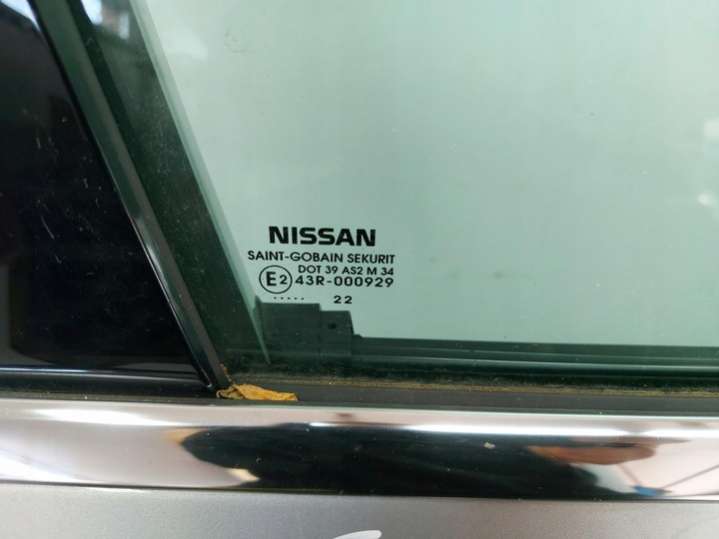 NISSAN
SAINT-GOBAIN SEKURIT
DOT 39 AS2 M 34
E2 43R-000929
..... 22